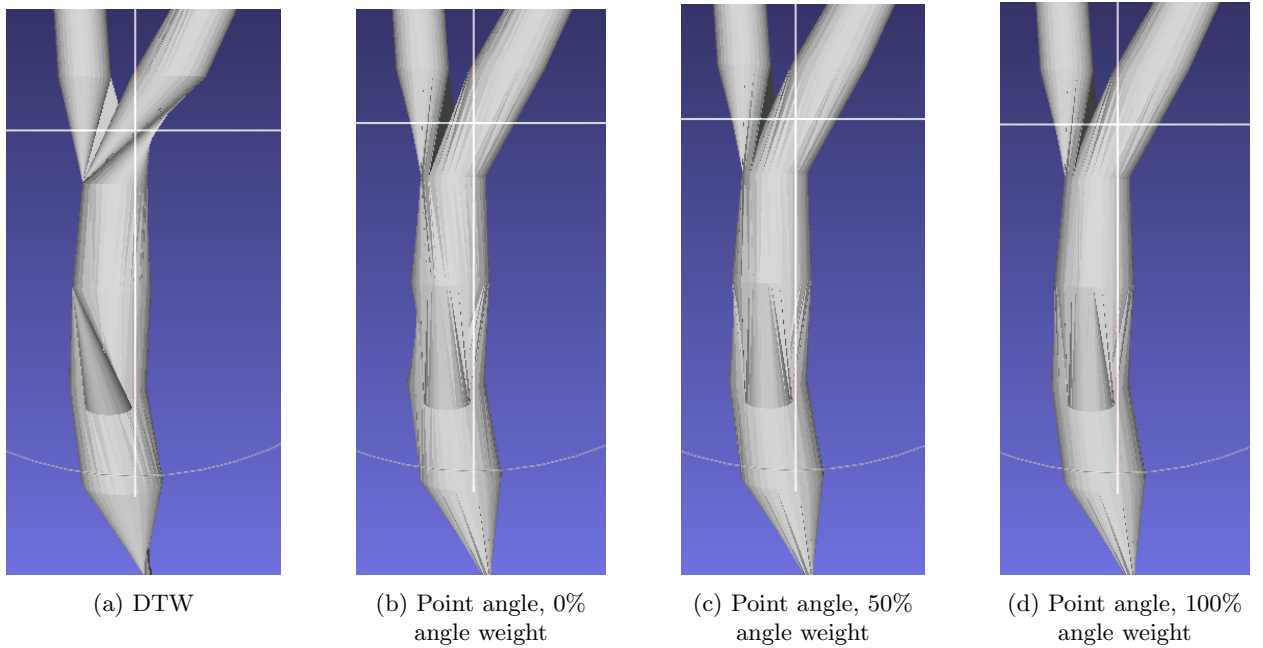 (a) DTW
(b) Point angle, 0%
angle weight
(c) Point angle, 50%
angle weight
(d) Point angle, 100%
angle weight